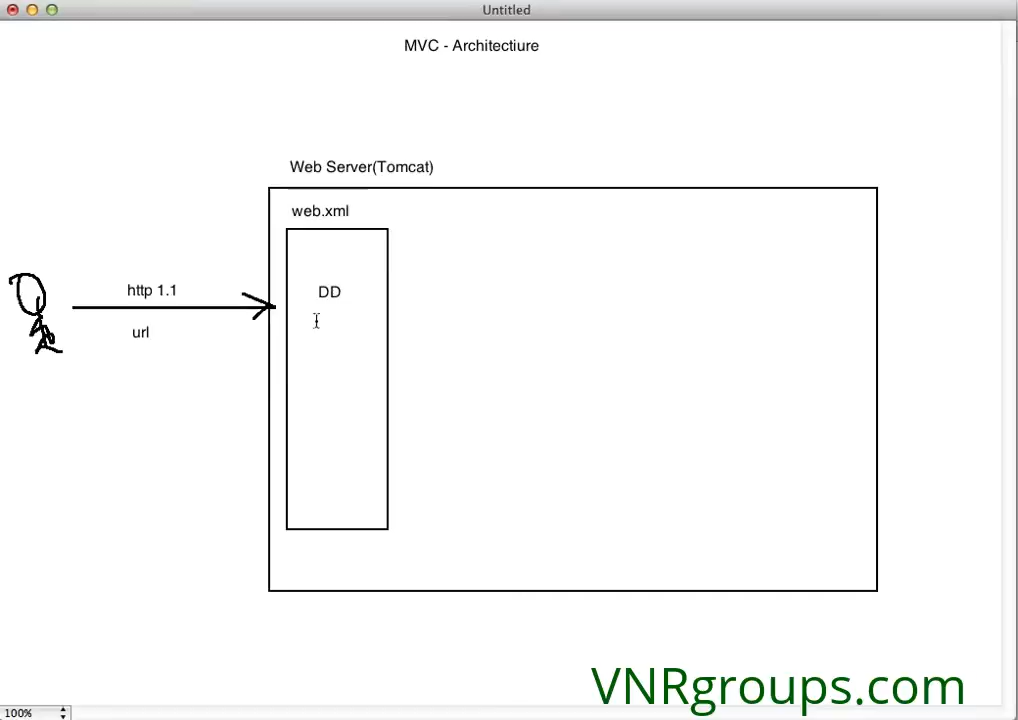 Untitled
MVC - Architectiure
Web Server(Tomcat)
web.xml
http 1.1
DD
url
VNRgroups.com
100%